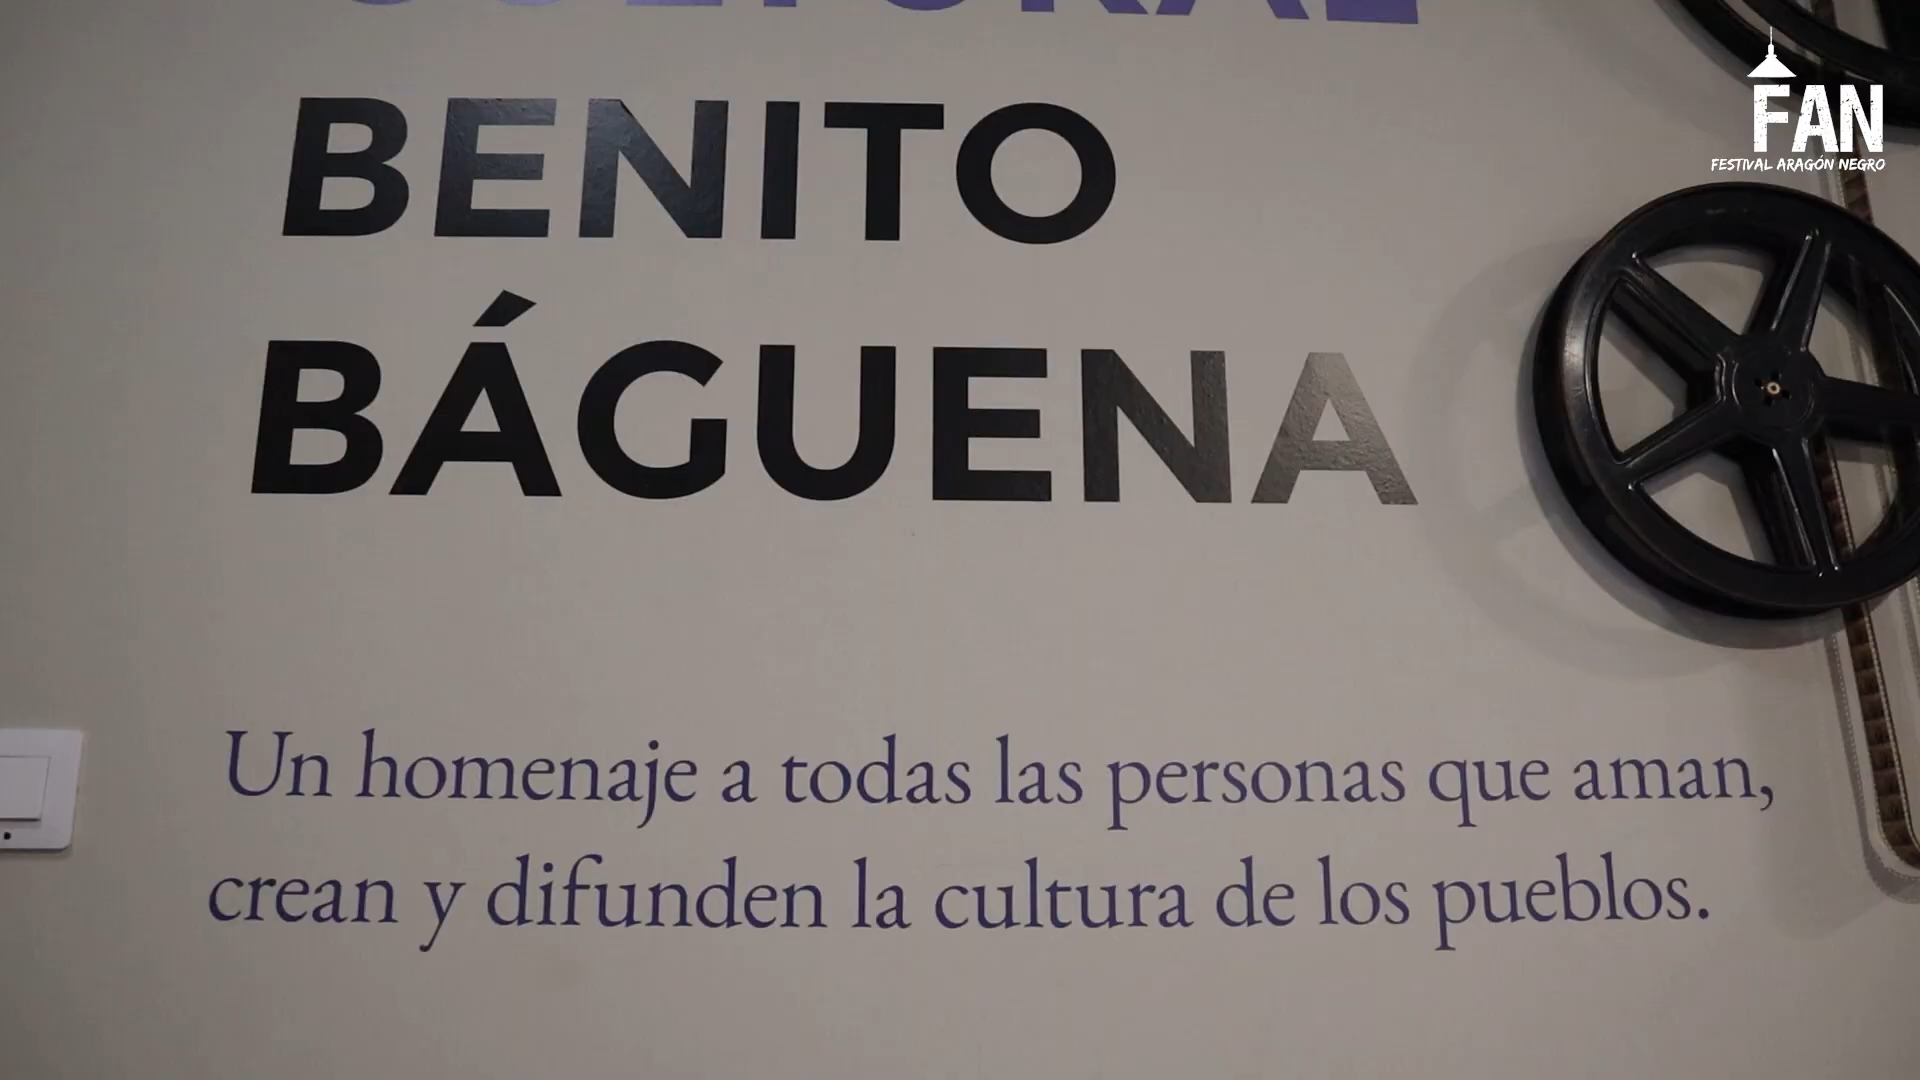 CULTURAL
BENITO
BÁGUENA
Un homenaje a todas las personas que aman,
crean y difunden la cultura de los pueblos.
FAN
FESTIVAL ARAGÓN NEGRO